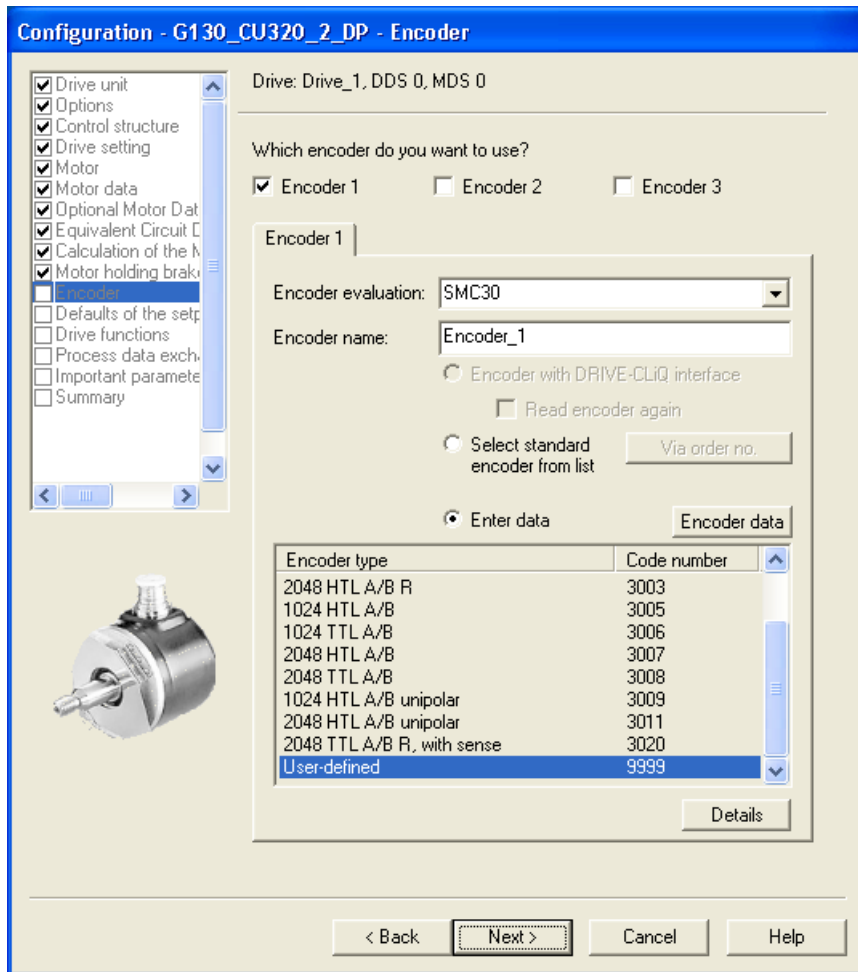 Configuration - G130_CU320_2_DP - Encoder
Drive unit
Options
Control structure
Drive setting
Motor
Motor data
Optional Motor Dat
Equivalent Circuit D
Calculation of the M
Motor holding brak
Encoder
Defaults of the setp
Drive functions
Process data exch
Important paramete
Summary
Drive: Drive_1, DDS 0, MDS 0
Which encoder do you want to use?
Encoder 1 Encoder 2 Encoder 3
Encoder 1
Encoder evaluation: SMC30
Encoder name: Encoder_1
Encoder with DRIVE-CLiQ interface
Read encoder again
Select standard
encoder from list
Via order no.
Enter data Encoder data
Encoder type Code number
2048 HTL A/B R 3003
1024 HTL A/B 3005
1024 TTL A/B 3006
2048 HTL A/B 3007
2048 TTL A/B 3008
1024 HTL A/B unipolar 3009
2048 HTL A/B unipolar 3011
2048 TTL A/B R, with sense 3020
User-defined 9999
Details
< Back Next > Cancel Help